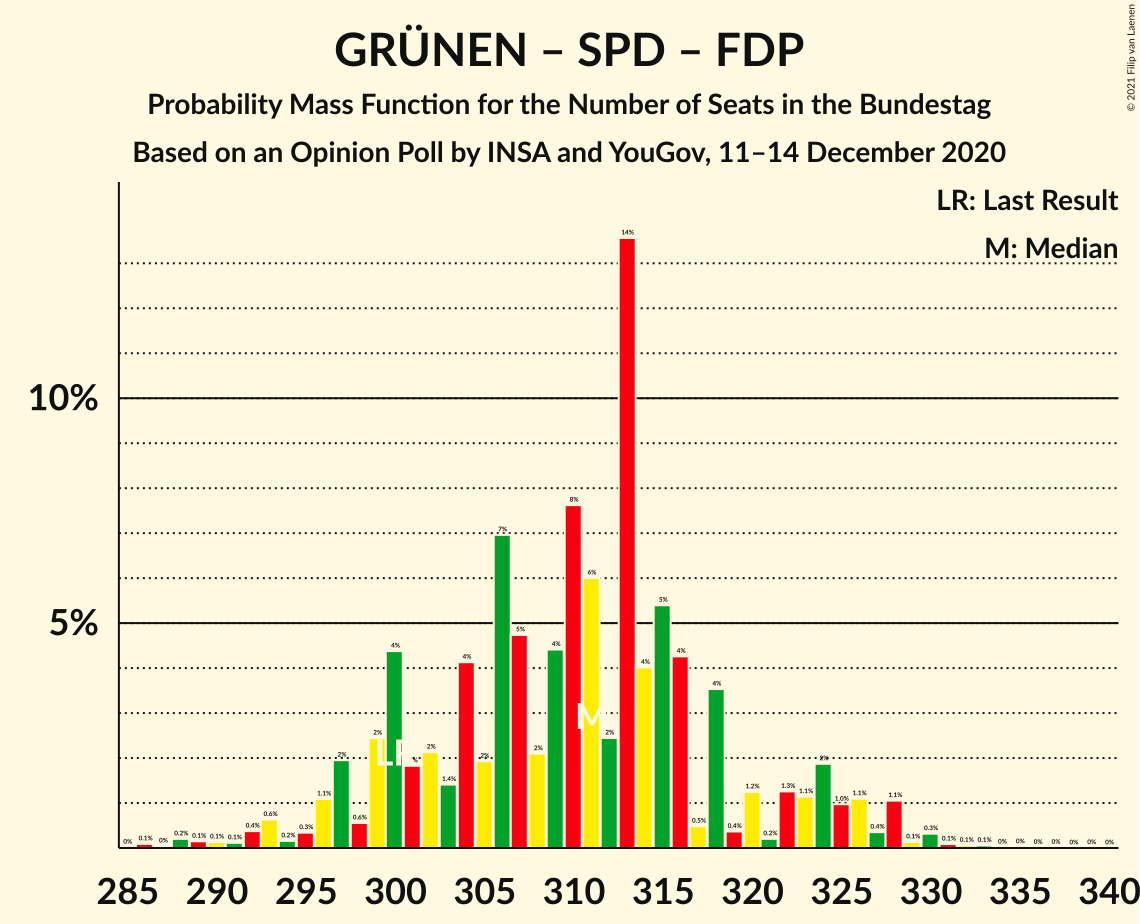 GRÜNEN – SPD – FDP
Probability Mass Function for the Number of Seats in the Bundestag
Based on an Opinion Poll by INSA and YouGov, 11–14 December 2020
© 2021 Filip van Laenen
LR: Last Result
M: Median
10%
5%
0% 0.1% 0% 0.2% 0.1% 0.1% 0.1% 0.4% 0.6% 0.2% 0.3% 1.1% 2% 0.6% 2% 4% % 2% 1.4% 4% 2% 7% 5% 2% 4% 8% 6% 2% 14% 4% 5% 4% 0.5% 4% 0.4% 1.2% 0.2% 1.3% 1.1% 2% 1.0% 1.1% 0.4% 1.1% 0.1% 0.3% 0.1% 0.1% 0.1% 0% 0% 0% 0% 0% 0% 0%
LR
M
285 290 295 300 305 310 315 320 325 330 335 340